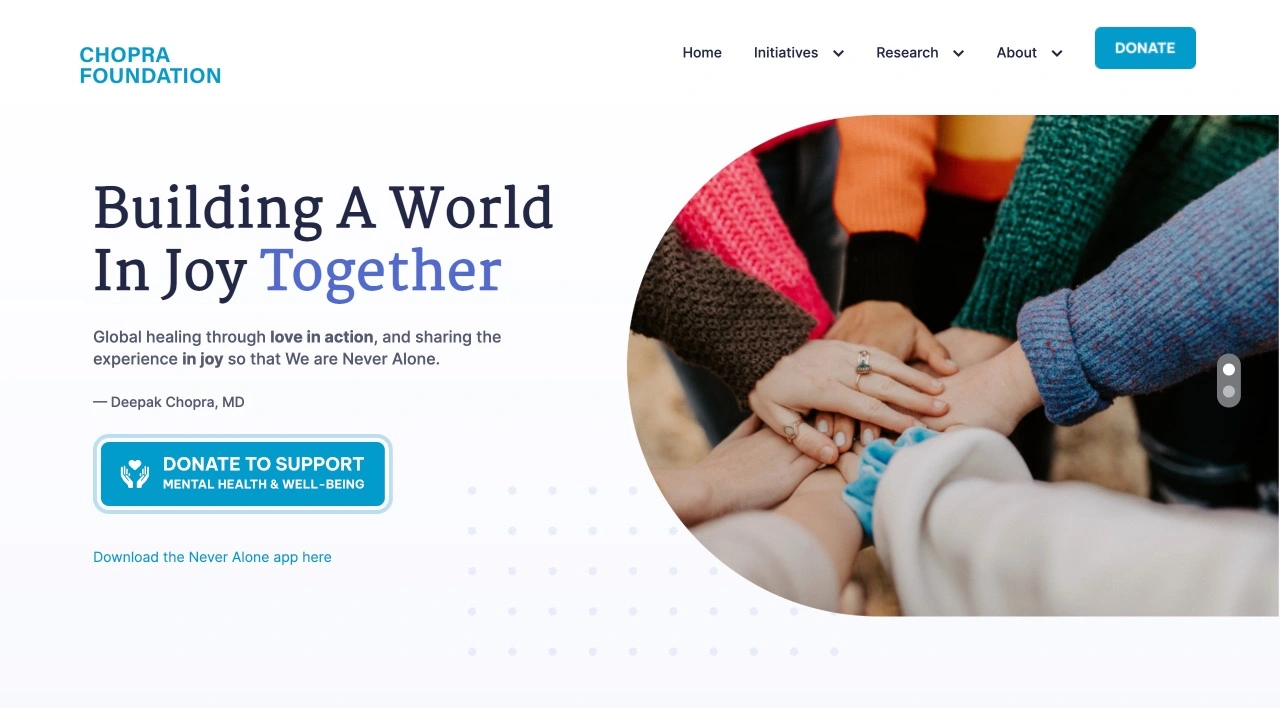 CHOPRA
FOUNDATION
Home Initiatives Research About DONATE
Building A World
In Joy Together
Global healing through love in action, and sharing the
experience in joy so that We are Never Alone.
— Deepak Chopra, MD
DONATE TO SUPPORT
MENTAL HEALTH & WELL-BEING
Download the Never Alone app here